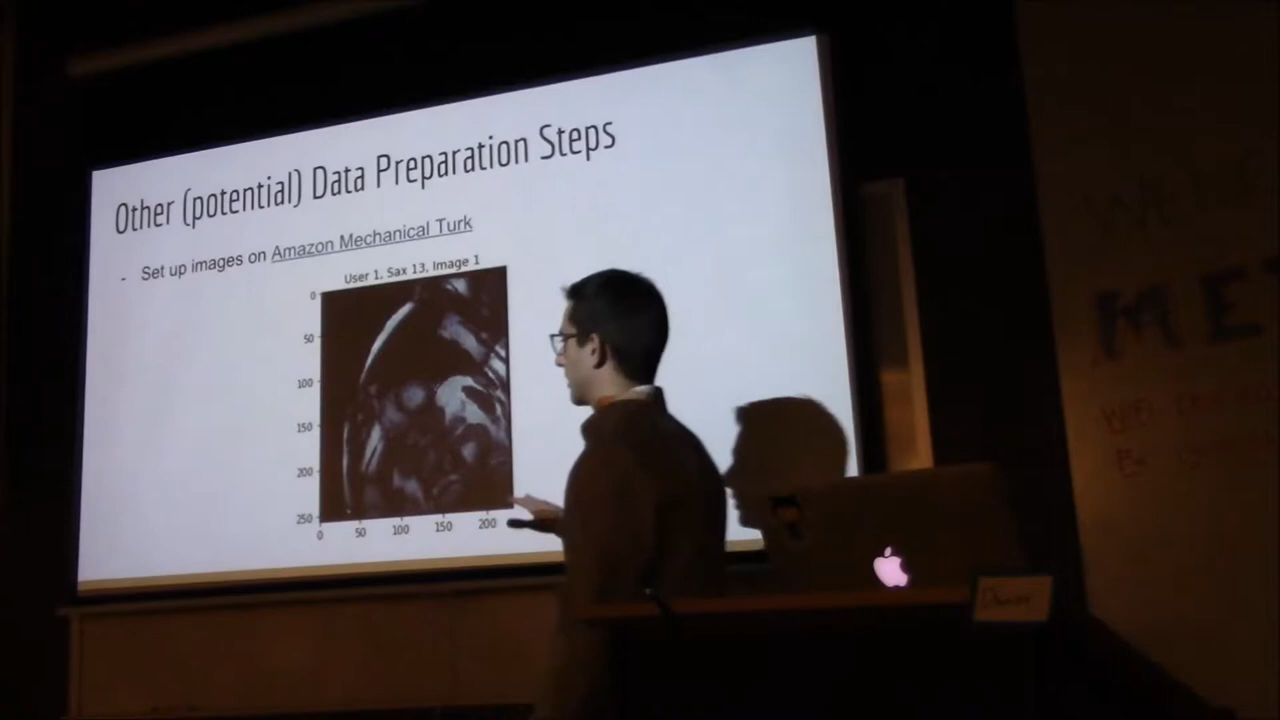 Other (potential) Data Preparation Steps
- Set up images on Amazon Mechanical Turk
User 1, Sax 13, Image 1
0
50
100
150
200
250
0 50 100 150 200
ME